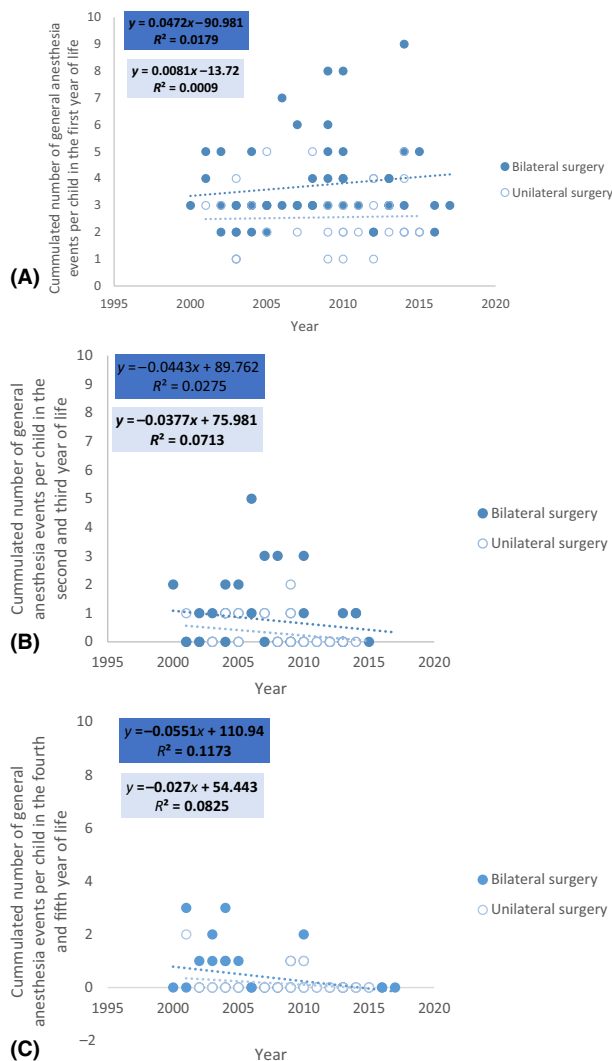 y = 0.0472x−90.981
R² = 0.0179
y = 0.0081x−13.72
R² = 0.0009
Cummulated number of general anesthesia
events per child in the first year of life
10
9
8
7
6
5
4
3
2
1
0
1995 2000 2005 2010 2015 2020
Year
Bilateral surgery
Unilateral surgery
(A)
y = −0.0443x + 89.762
R² = 0.0275
y = −0.0377x + 75.981
R² = 0.0713
Cummulated number of general
anesthesia events per child in the
second and third year of life
10
9
8
7
6
5
4
3
2
1
0
1995 2000 2005 2010 2015 2020
Year
Bilateral surgery
Unilateral surgery
(B)
y = −0.0551x + 110.94
R² = 0.1173
y = −0.027x + 54.443
R² = 0.0825
Cummulated number of general
anesthesia events per child in the fourth
and fifth year of life
10
8
6
4
2
0
−2
1995 2000 2005 2010 2015 2020
Year
Bilateral surgery
Unilateral surgery
(C)